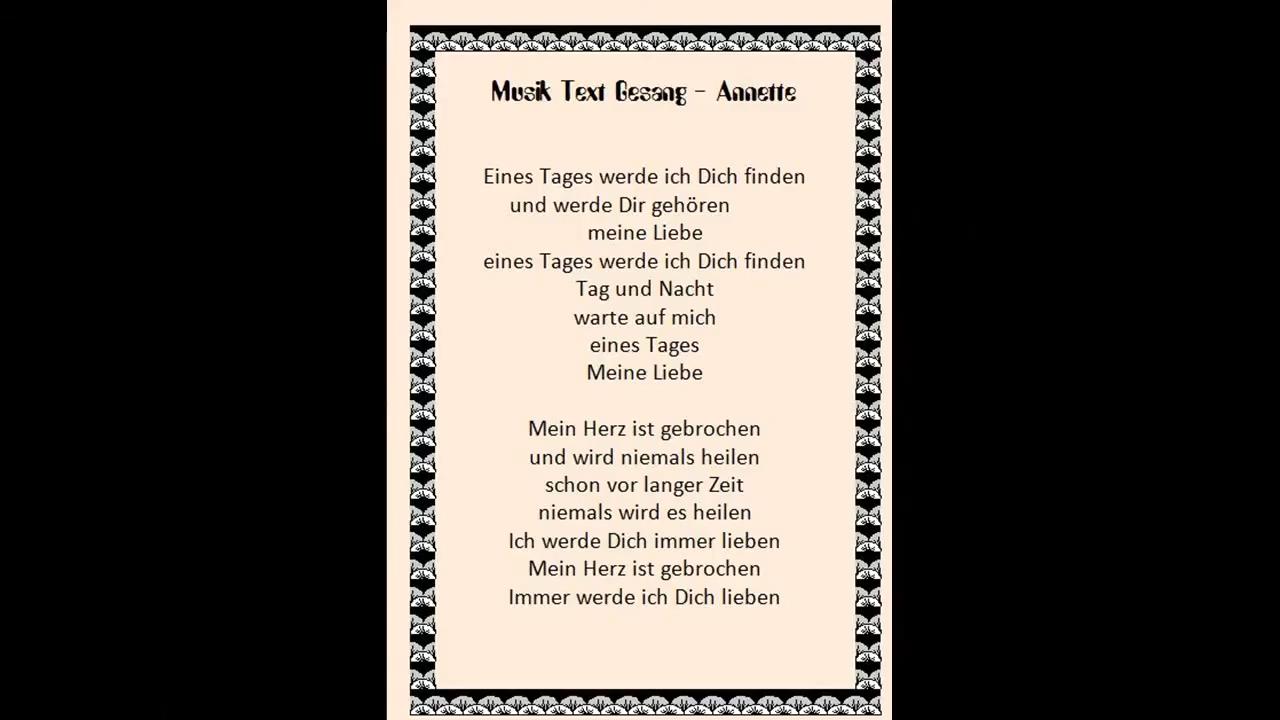 Musik Text Gesang - Annette
Eines Tages werde ich Dich finden
und werde Dir gehören
meine Liebe
eines Tages werde ich Dich finden
Tag und Nacht
warte auf mich
eines Tages
Meine Liebe
Mein Herz ist gebrochen
und wird niemals heilen
schon vor langer Zeit
niemals wird es heilen
Ich werde Dich immer lieben
Mein Herz ist gebrochen
Immer werde ich Dich lieben